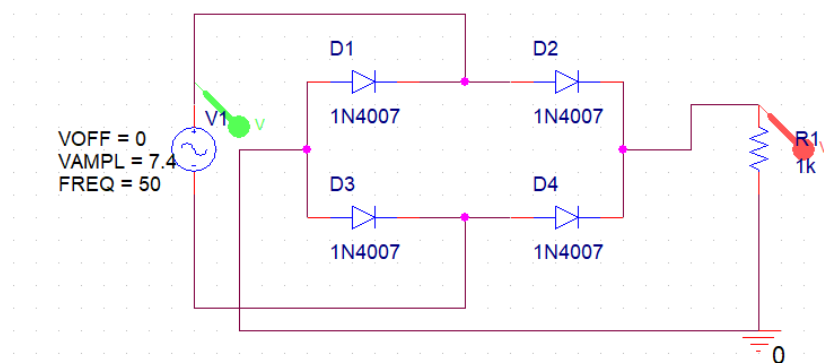 D1
D2
1N4007
1N4007
V1
V
VOFF = 0
VAMPL = 7.4
FREQ = 50
R1
V
1k
D3
D4
1N4007
1N4007
0